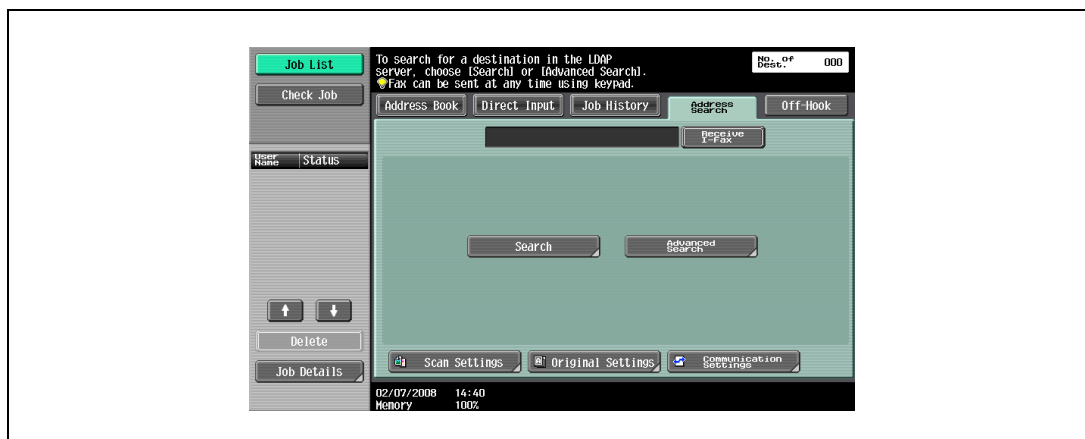 Job List
Check Job
User
Name
Status
Delete
Job Details
To search for a destination in the LDAP
server, choose [Search] or [Advanced Search].
Fax can be sent at any time using keypad.
No. of
Dest.
000
Address Book
Direct Input
Job History
Address
Search
Off-Hook
Receive
I-Fax
Search
Advanced
Search
Scan Settings
Original Settings
Communication
Settings
02/07/2008 14:40
Memory 100%